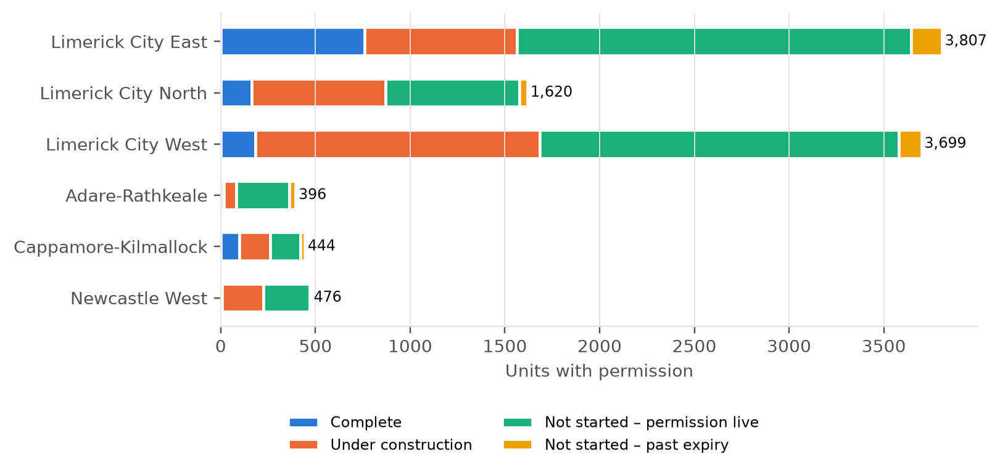 Limerick City East
3,807
Limerick City North
1,620
Limerick City West
3,699
Adare-Rathkeale
396
Cappamore-Kilmallock
444
Newcastle West
476
0 500 1000 1500 2000 2500 3000 3500
Units with permission
Complete
Under construction
Not started – permission live
Not started – past expiry